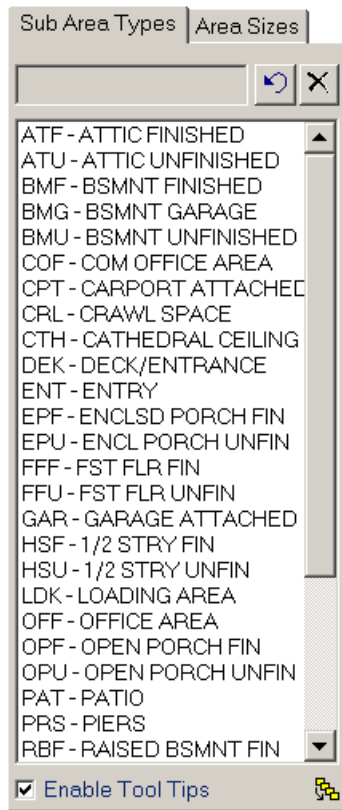 Sub Area Types Area Sizes
ATF - ATTIC FINISHED
ATU - ATTIC UNFINISHED
BMF - BSMNT FINISHED
BMG - BSMNT GARAGE
BMU - BSMNT UNFINISHED
COF - COM OFFICE AREA
CPT - CARPORT ATTACHED
CRL - CRAWL SPACE
CTH - CATHEDRAL CEILING
DEK - DECK/ENTRANCE
ENT - ENTRY
EPF - ENCLSD PORCH FIN
EPU - ENCL PORCH UNFIN
FFF - FST FLR FIN
FFU - FST FLR UNFIN
GAR - GARAGE ATTACHED
HSF - 1/2 STRY FIN
HSU - 1/2 STRY UNFIN
LDK - LOADING AREA
OFF - OFFICE AREA
OPF - OPEN PORCH FIN
OPU - OPEN PORCH UNFIN
PAT - PATIO
PRS - PIERS
RBF - RAISED BSMNT FIN
Enable Tool Tips